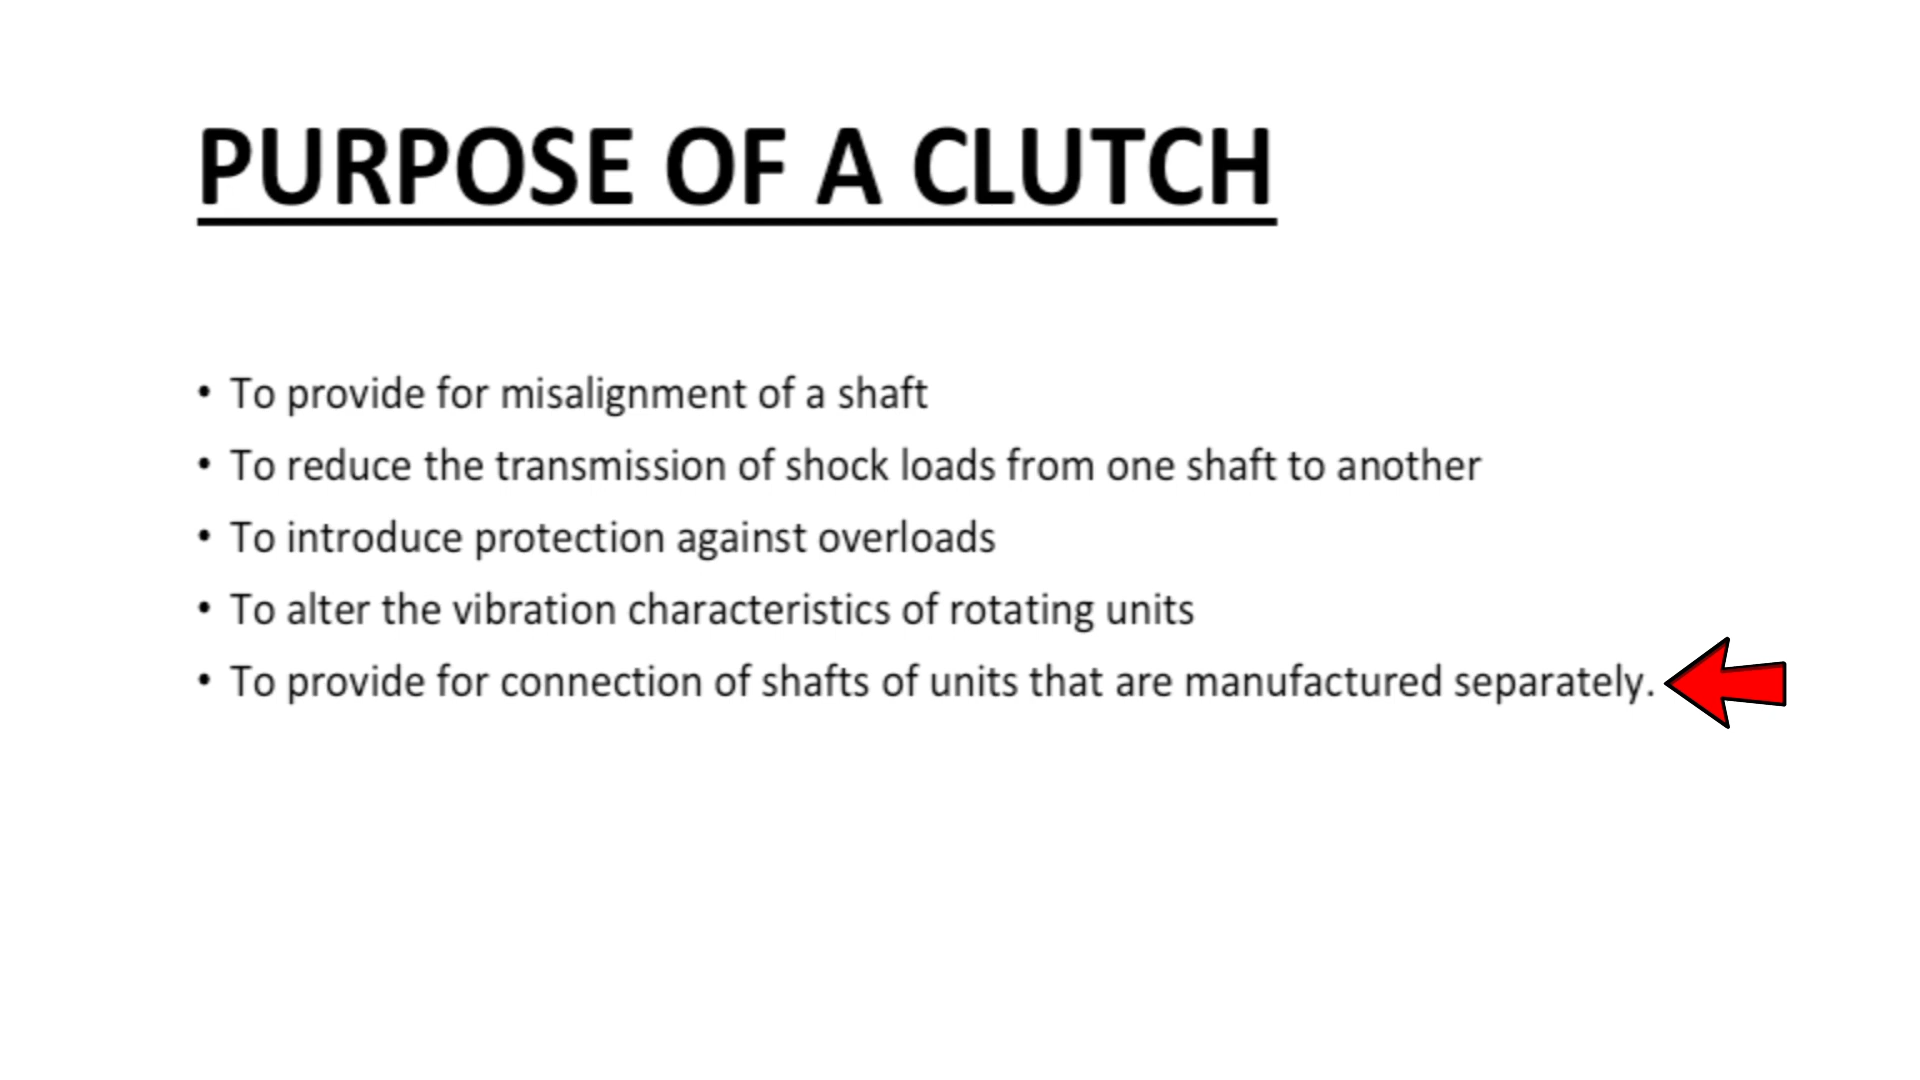 PURPOSE OF A CLUTCH
• To provide for misalignment of a shaft
• To reduce the transmission of shock loads from one shaft to another
• To introduce protection against overloads
• To alter the vibration characteristics of rotating units
• To provide for connection of shafts of units that are manufactured separately.